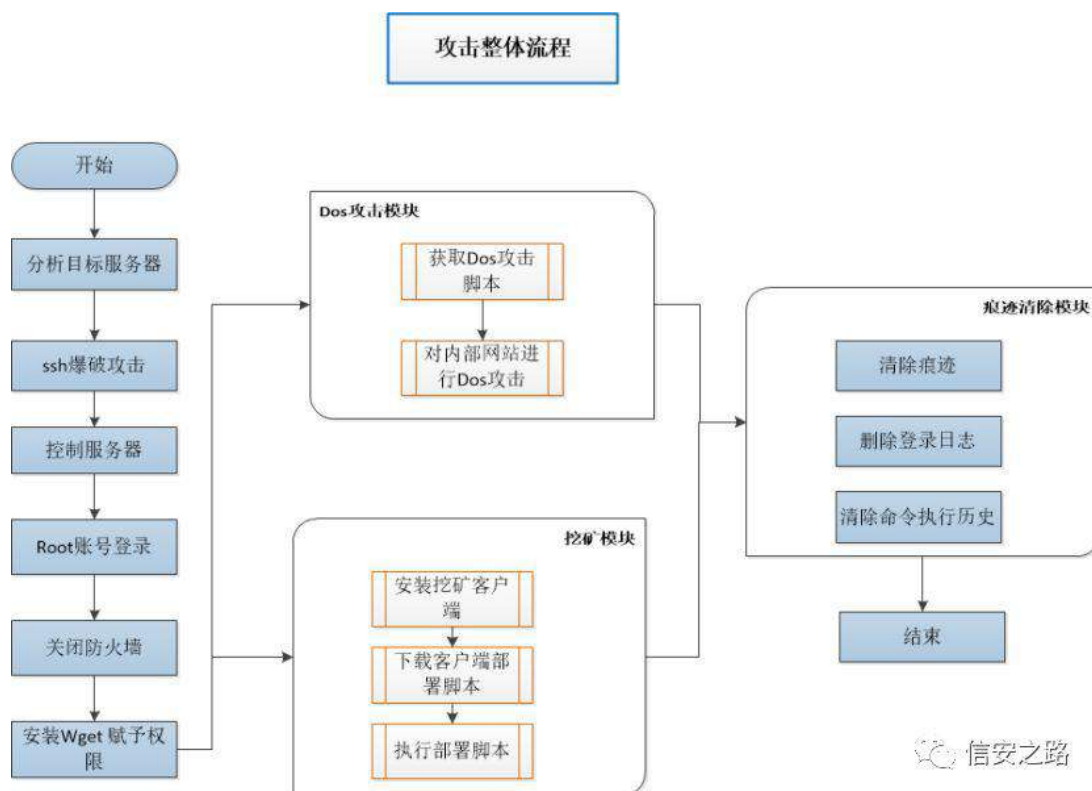 攻击整体流程
开始
分析目标服务器
ssh爆破攻击
控制服务器
Root账号登录
关闭防火墙
安装Wget 赋予权
限
Dos攻击模块
获取Dos攻击
脚本
对内部网站进
行Dos攻击
挖矿模块
安装挖矿客户
端
下载客户端部
署脚本
执行部署脚本
痕迹清除模块
清除痕迹
删除登录日志
清除命令执行历史
结束
信安之路